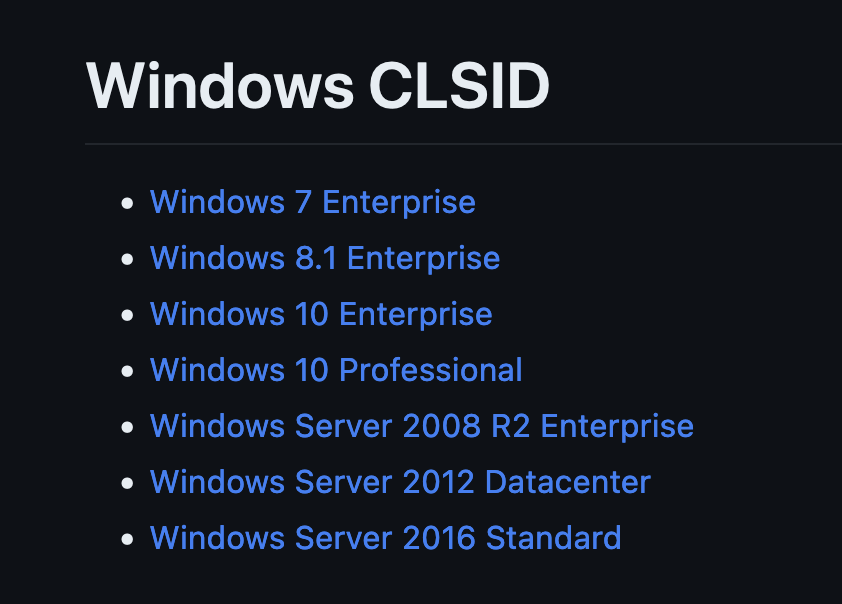 Windows CLSID
Windows 7 Enterprise
Windows 8.1 Enterprise
Windows 10 Enterprise
Windows 10 Professional
Windows Server 2008 R2 Enterprise
Windows Server 2012 Datacenter
Windows Server 2016 Standard